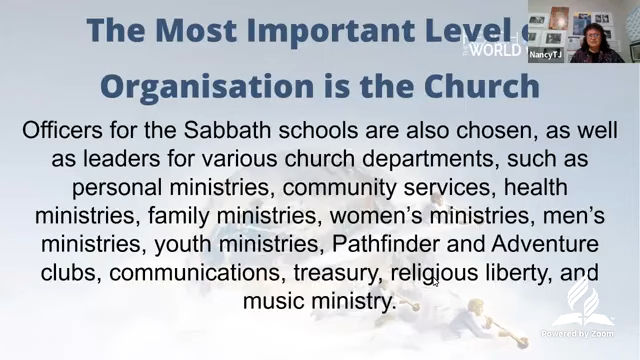 The Most Important Level o
Organisation is the Church
WORLD
NancyTJ
Officers for the Sabbath schools are also chosen, as well
as leaders for various church departments, such as
personal ministries, community services, health
ministries, family ministries, women's ministries, men's
ministries, youth ministries, Pathfinder and Adventure
clubs, communications, treasury, religious liberty, and
music ministry.
Powered by Zoom